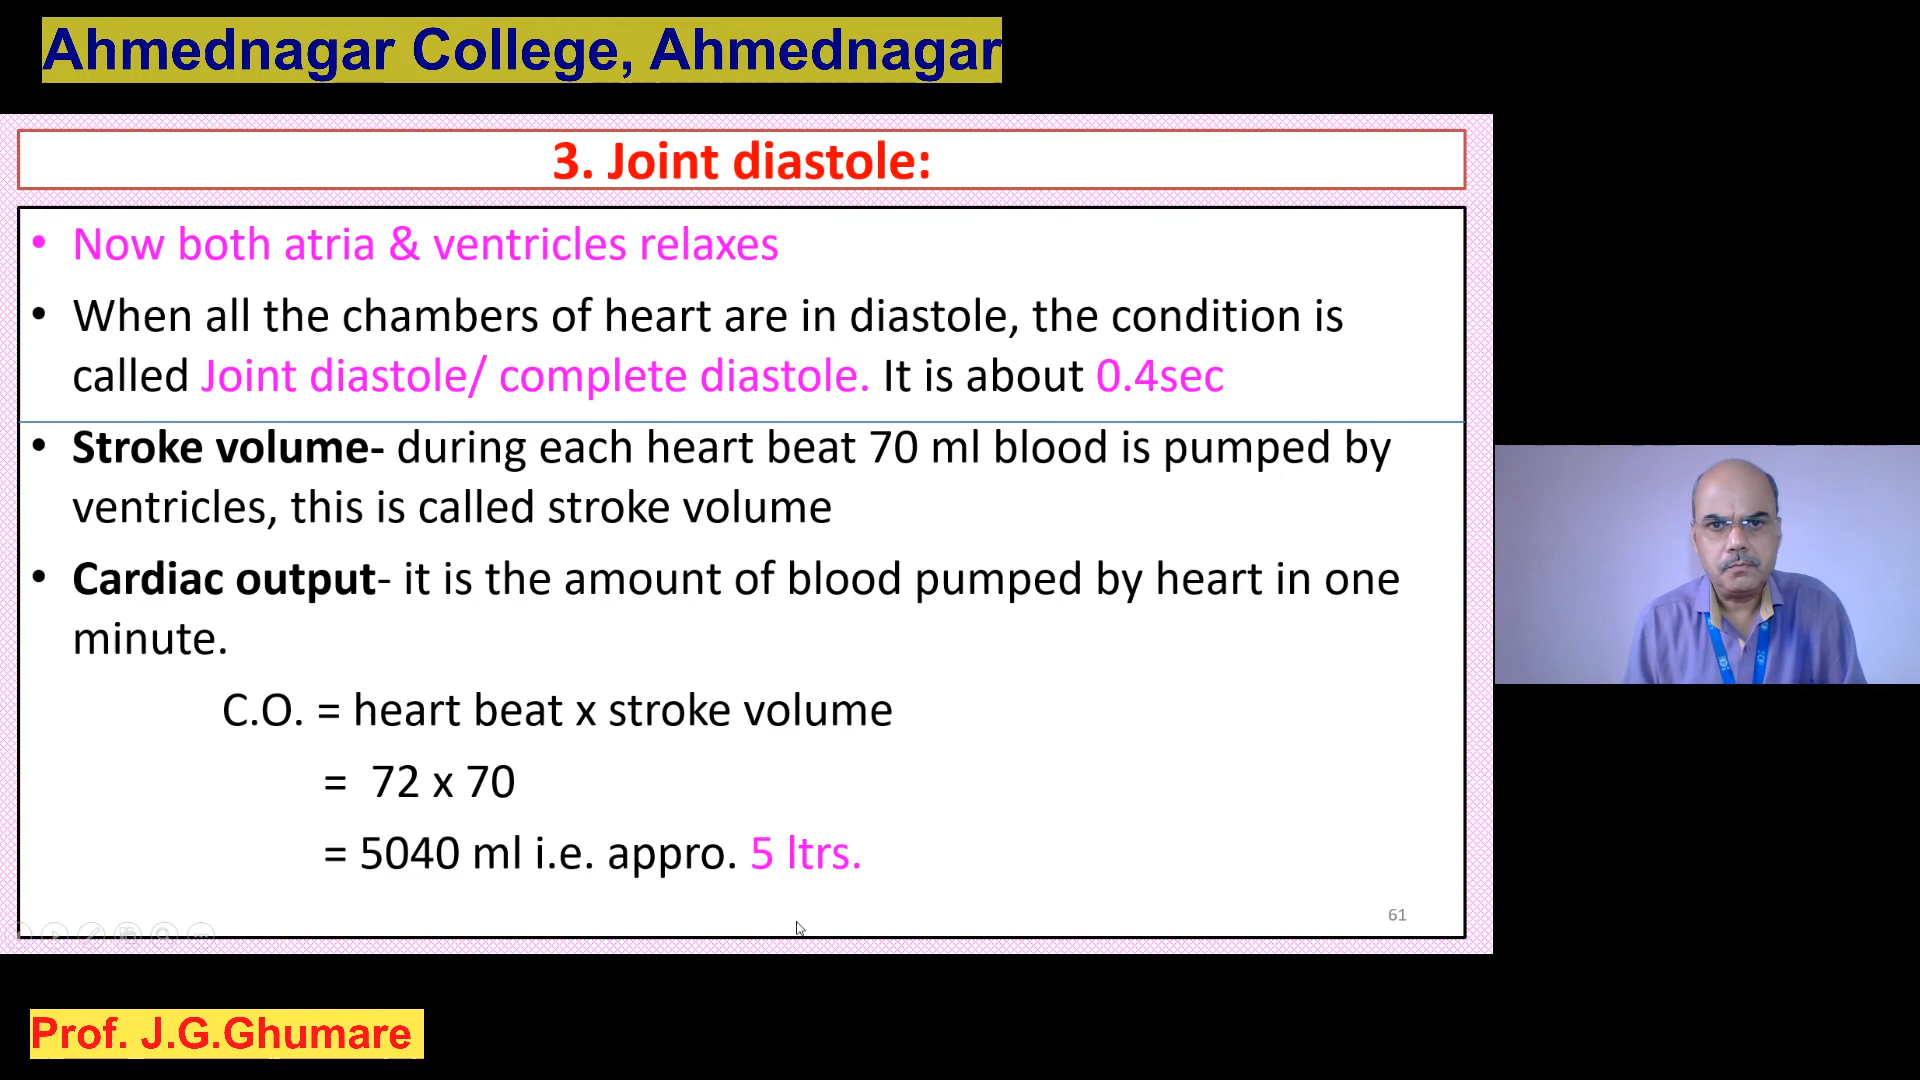 Ahmednagar College, Ahmednagar
3. Joint diastole:
• Now both atria & ventricles relaxes
• When all the chambers of heart are in diastole, the condition is
called Joint diastole/ complete diastole. It is about 0.4sec
• Stroke volume- during each heart beat 70 ml blood is pumped by
ventricles, this is called stroke volume
• Cardiac output- it is the amount of blood pumped by heart in one
minute.
C.O. = heart beat x stroke volume
= 72 x 70
= 5040 ml i.e. appro. 5 ltrs.
61
Prof. J.G.Ghumare